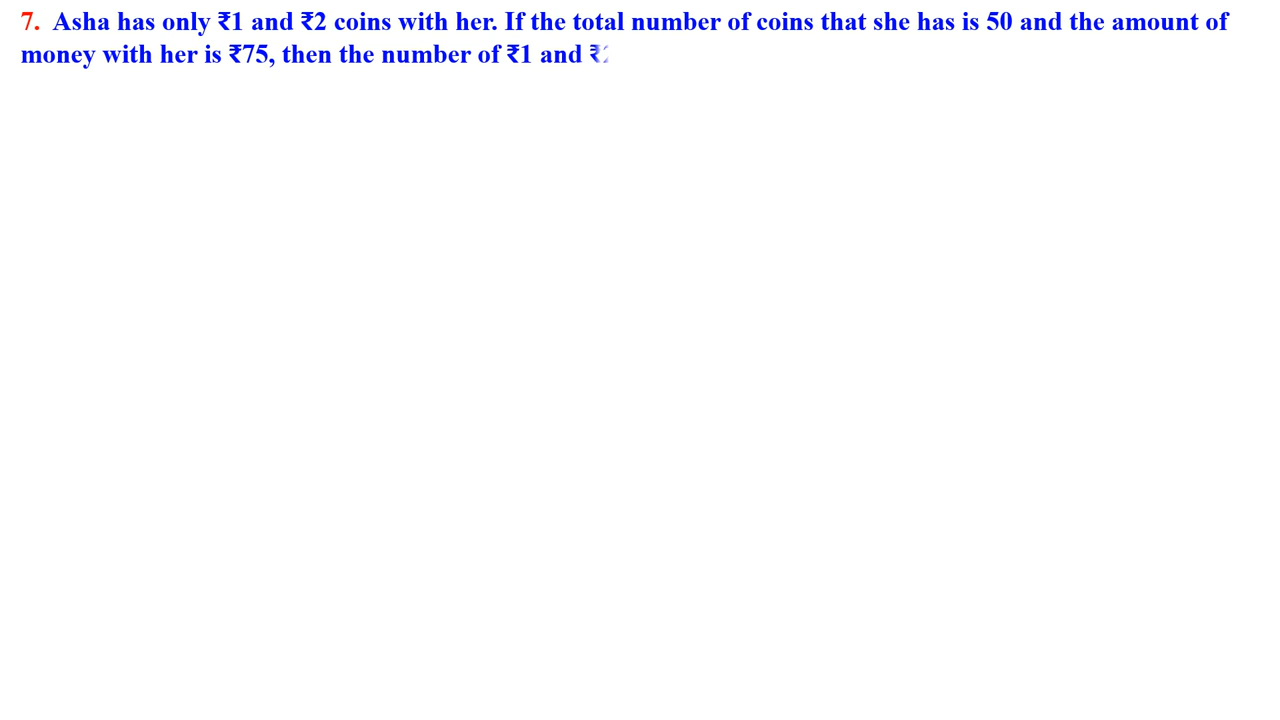 7. Asha has only ₹1 and ₹2 coins with her. If the total number of coins that she has is 50 and the amount of
money with her is ₹75, then the number of ₹1 and